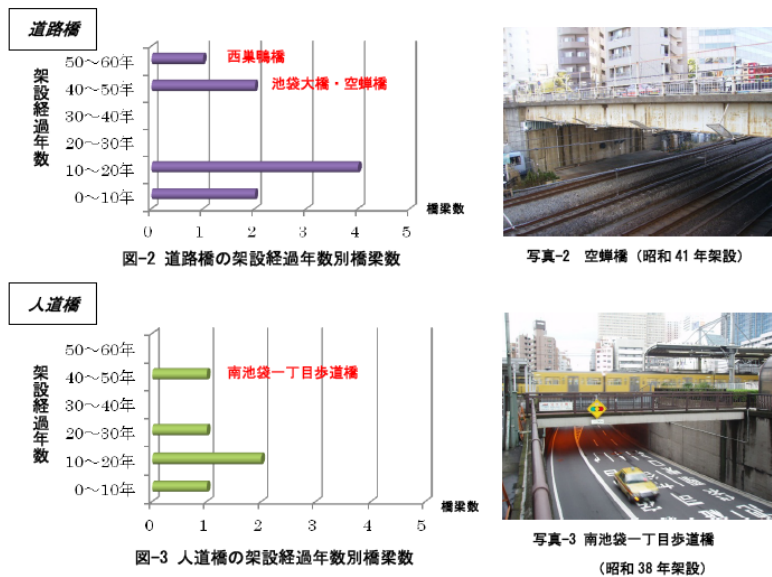 道路橋
架設経過年数
50～60年
40～50年
30～40年
20～30年
10～20年
0～10年
西巣鴨橋
池袋大橋・空蝉橋
0 1 2 3 4 5
橋梁数
図-2 道路橋の架設経過年数別橋梁数
写真-2 空蝉橋（昭和 41 年架設）
人道橋
架設経過年数
50～60年
40～50年
30～40年
20～30年
10～20年
0～10年
南池袋一丁目歩道橋
0 1 2 3 4 5
橋梁数
図-3 人道橋の架設経過年数別橋梁数
写真-3 南池袋一丁目歩道橋
（昭和 38 年架設）